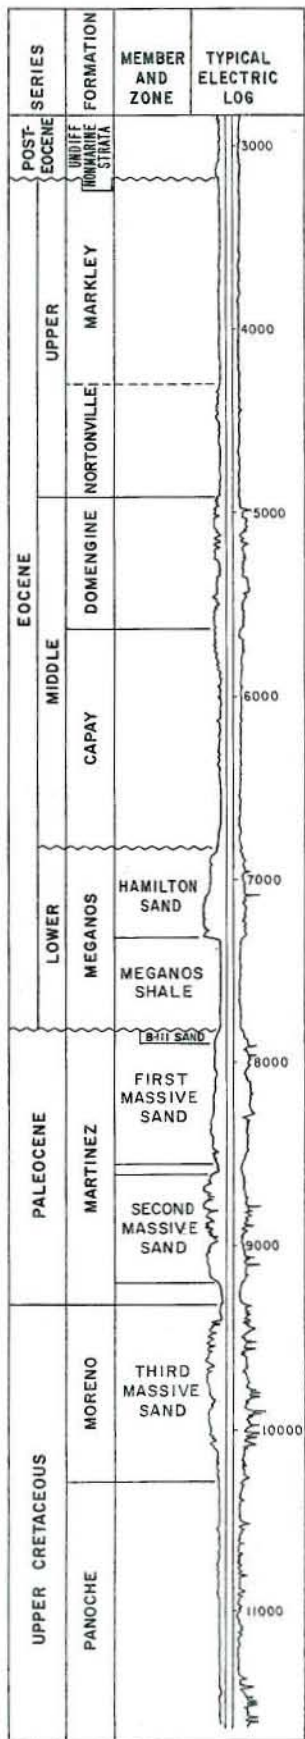 SERIES
FORMATION
MEMBER
AND
ZONE
TYPICAL
ELECTRIC
LOG
POST-
EOCENE
UNDIFF
NONMARINE
STRATA
3000
EOCENE
UPPER
MARKLEY
4000
NORTONVILLE
5000
MIDDLE
DOMENGINE
6000
CAPAY
LOWER
MEGANOS
HAMILTON
SAND
7000
MEGANOS
SHALE
PALEOCENE
MARTINEZ
B-III SAND
8000
FIRST
MASSIVE
SAND
SECOND
MASSIVE
SAND
9000
UPPER CRETACEOUS
MORENO
THIRD
MASSIVE
SAND
10000
PANOCHE
11000